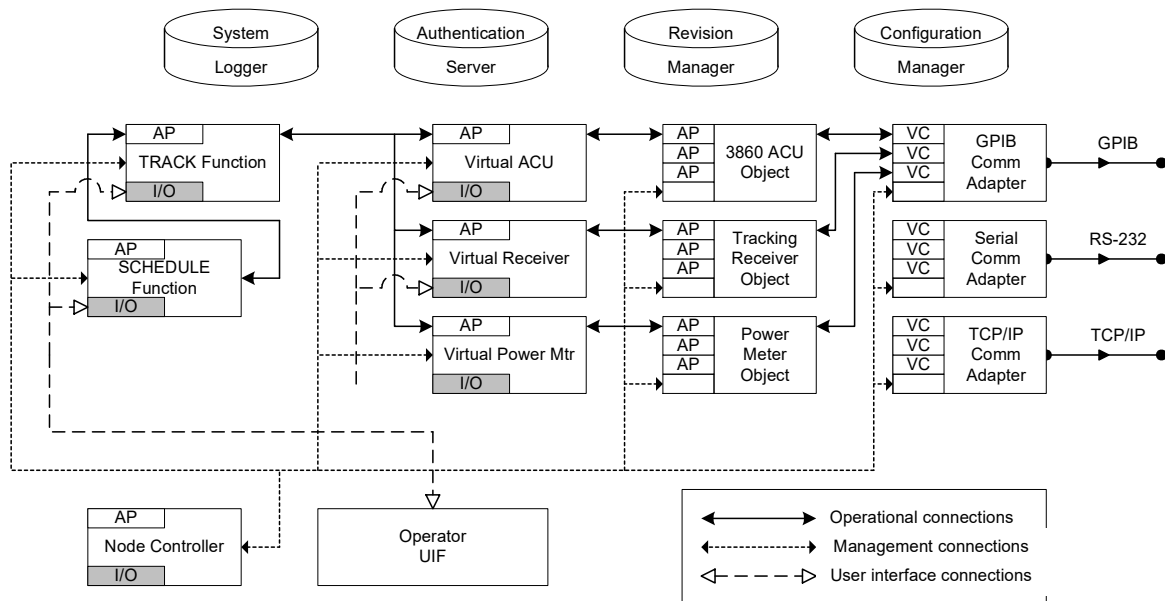 System
Logger
Authentication
Server
Revision
Manager
Configuration
Manager
AP
TRACK Function
I/O
AP
Virtual ACU
I/O
AP
AP
AP
3860 ACU
Object
VC
VC
VC
GPIB
Comm
Adapter
GPIB
AP
SCHEDULE
Function
I/O
AP
Virtual Receiver
I/O
AP
AP
AP
Tracking
Receiver
Object
VC
VC
VC
Serial
Comm
Adapter
RS-232
AP
Virtual Power Mtr
I/O
AP
AP
AP
Power
Meter
Object
VC
VC
VC
TCP/IP
Comm
Adapter
TCP/IP
AP
Node Controller
I/O
Operator
UIF
Operational connections
Management connections
User interface connections